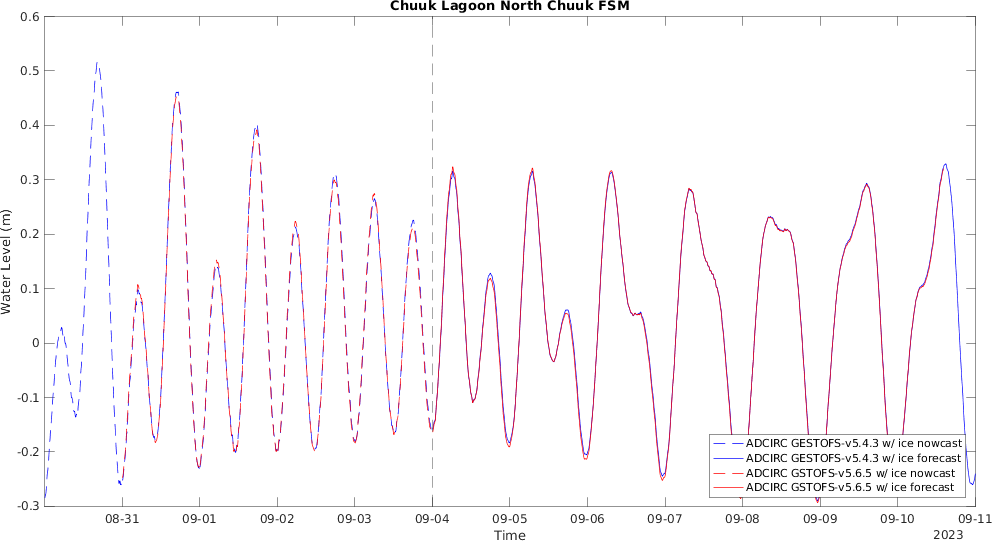 Chuuk Lagoon North Chuuk FSM
Water Level (m)
0.6
0.5
0.4
0.3
0.2
0.1
0
-0.1
-0.2
-0.3
08-31 09-01 09-02 09-03 09-04 09-05 09-06 09-07 09-08 09-09 09-10 09-11
Time
2023
ADCIRC GESTOFS-v5.4.3 w/ ice nowcast
ADCIRC GESTOFS-v5.4.3 w/ ice forecast
ADCIRC GSTOFS-v5.6.5 w/ ice nowcast
ADCIRC GSTOFS-v5.6.5 w/ ice forecast